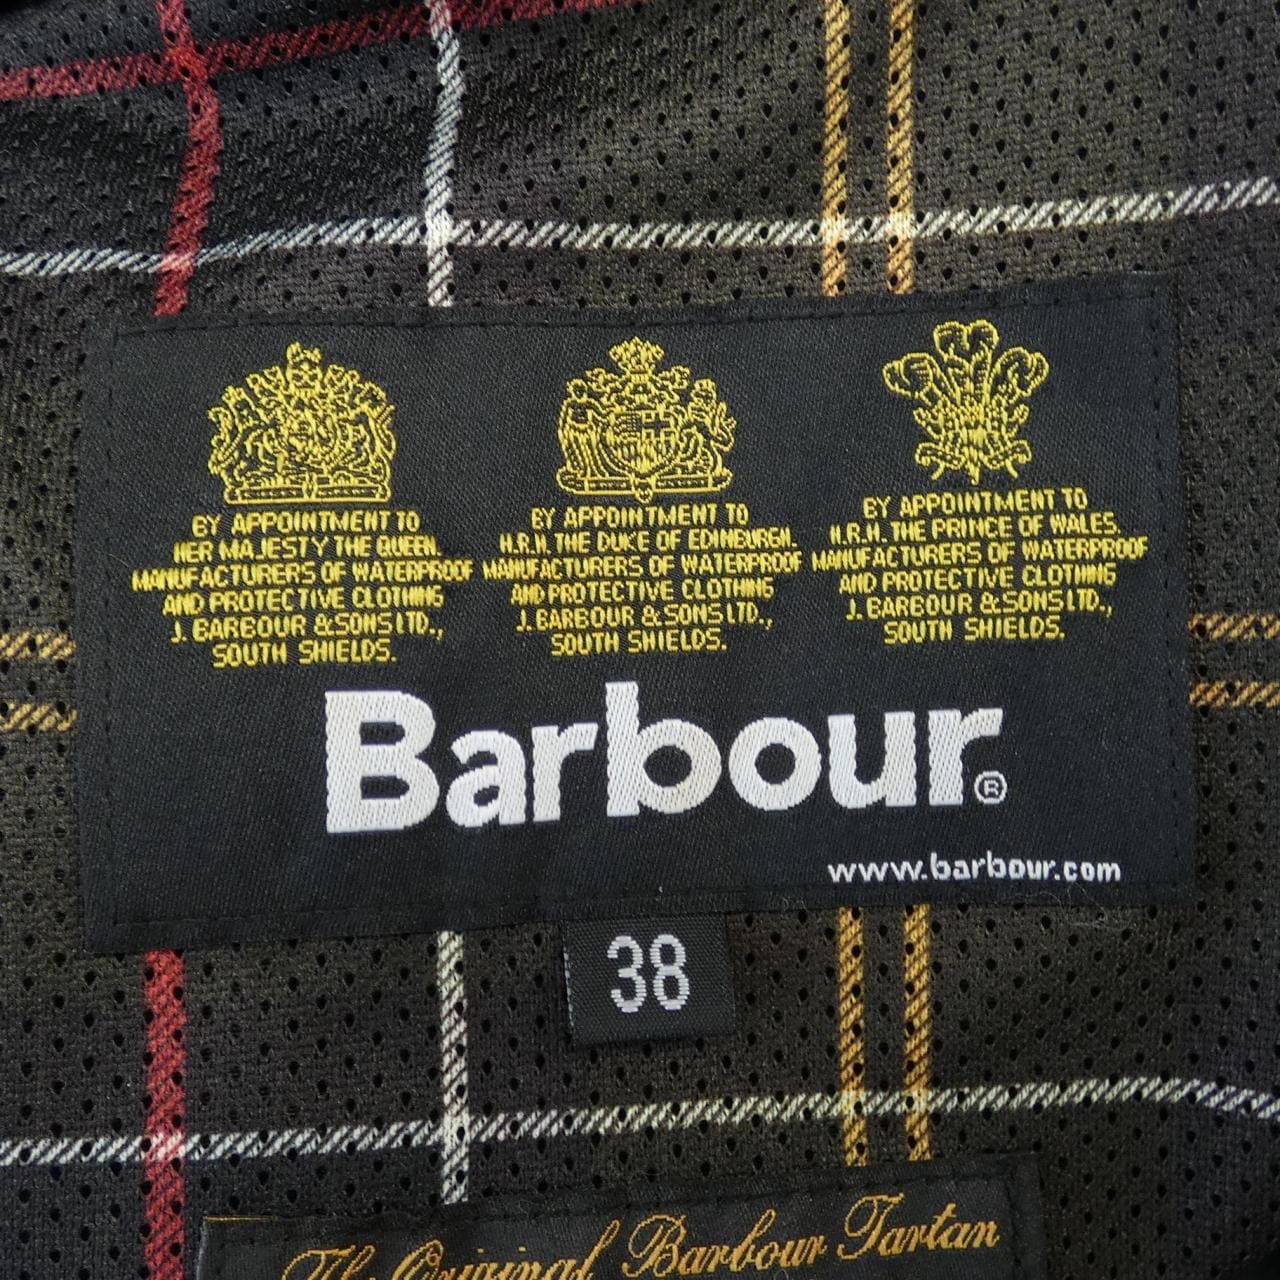 BY APPOINTMENT TO
HER MAJESTY THE QUEEN.
MANUFACTURERS OF WATERPROOF
AND PROTECTIVE CLOTHING
J. BARBOUR & SONS LTD.,
SOUTH SHIELDS.
BY APPOINTMENT TO
H.R.H. THE DUKE OF EDINBURGH.
MANUFACTURERS OF WATERPROOF
AND PROTECTIVE CLOTHING
J. BARBOUR & SONS LTD.,
SOUTH SHIELDS.
BY APPOINTMENT TO
H.R.H. THE PRINCE OF WALES.
MANUFACTURERS OF WATERPROOF
AND PROTECTIVE CLOTHING
J. BARBOUR & SONS LTD.,
SOUTH SHIELDS.
Barbour®
www.barbour.com
38
The Original Barbour Tartan